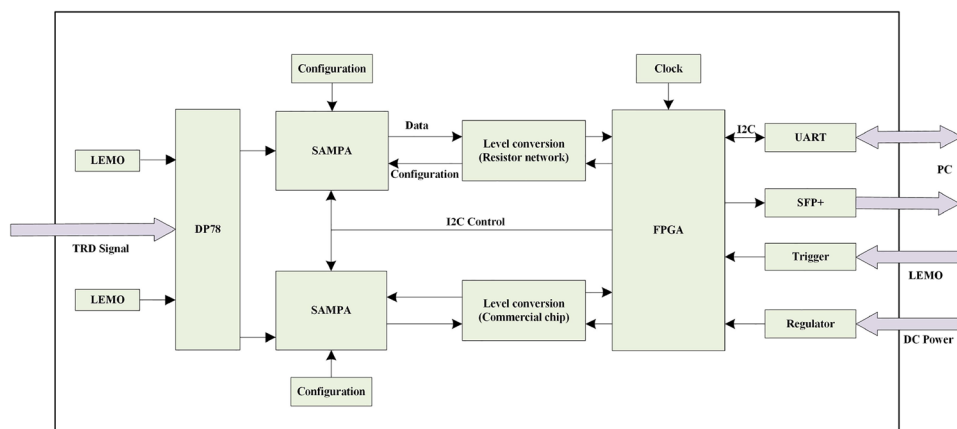 Configuration
Clock
LEMO
DP78
SAMPA
Data
Configuration
Level conversion
(Resistor network)
I2C Control
TRD Signal
LEMO
SAMPA
Level conversion
(Commercial chip)
Configuration
FPGA
I2C
UART
PC
SFP+
Trigger
LEMO
Regulator
DC Power